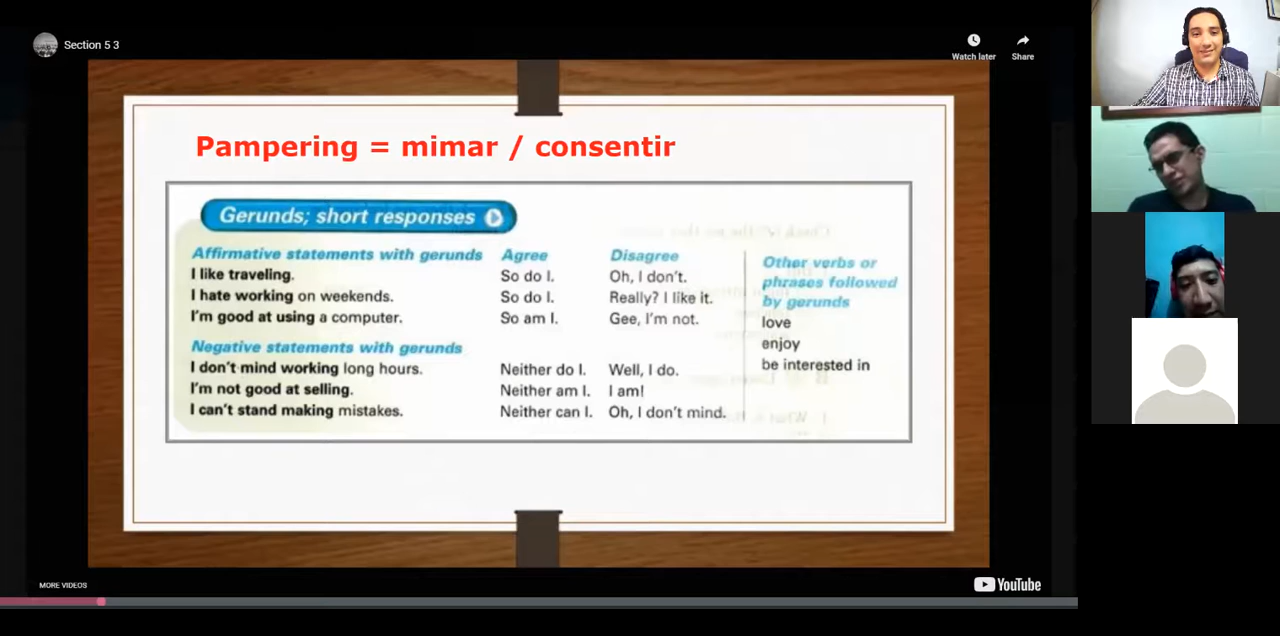 Section 5 3
Watch later
Share
Pampering = mimar / consentir
Gerunds; short responses
Affirmative statements with gerunds Agree Disagree
I like traveling. So do I. Oh, I don't.
I hate working on weekends. So do I. Really? I like it.
I'm good at using a computer. So am I. Gee, I'm not.
Negative statements with gerunds
I don't mind working long hours. Neither do I. Well, I do.
I'm not good at selling. Neither am I. I am!
I can't stand making mistakes. Neither can I. Oh, I don't mind.
Other verbs or
phrases followed
by gerunds
love
enjoy
be interested in
MORE VIDEOS
YouTube